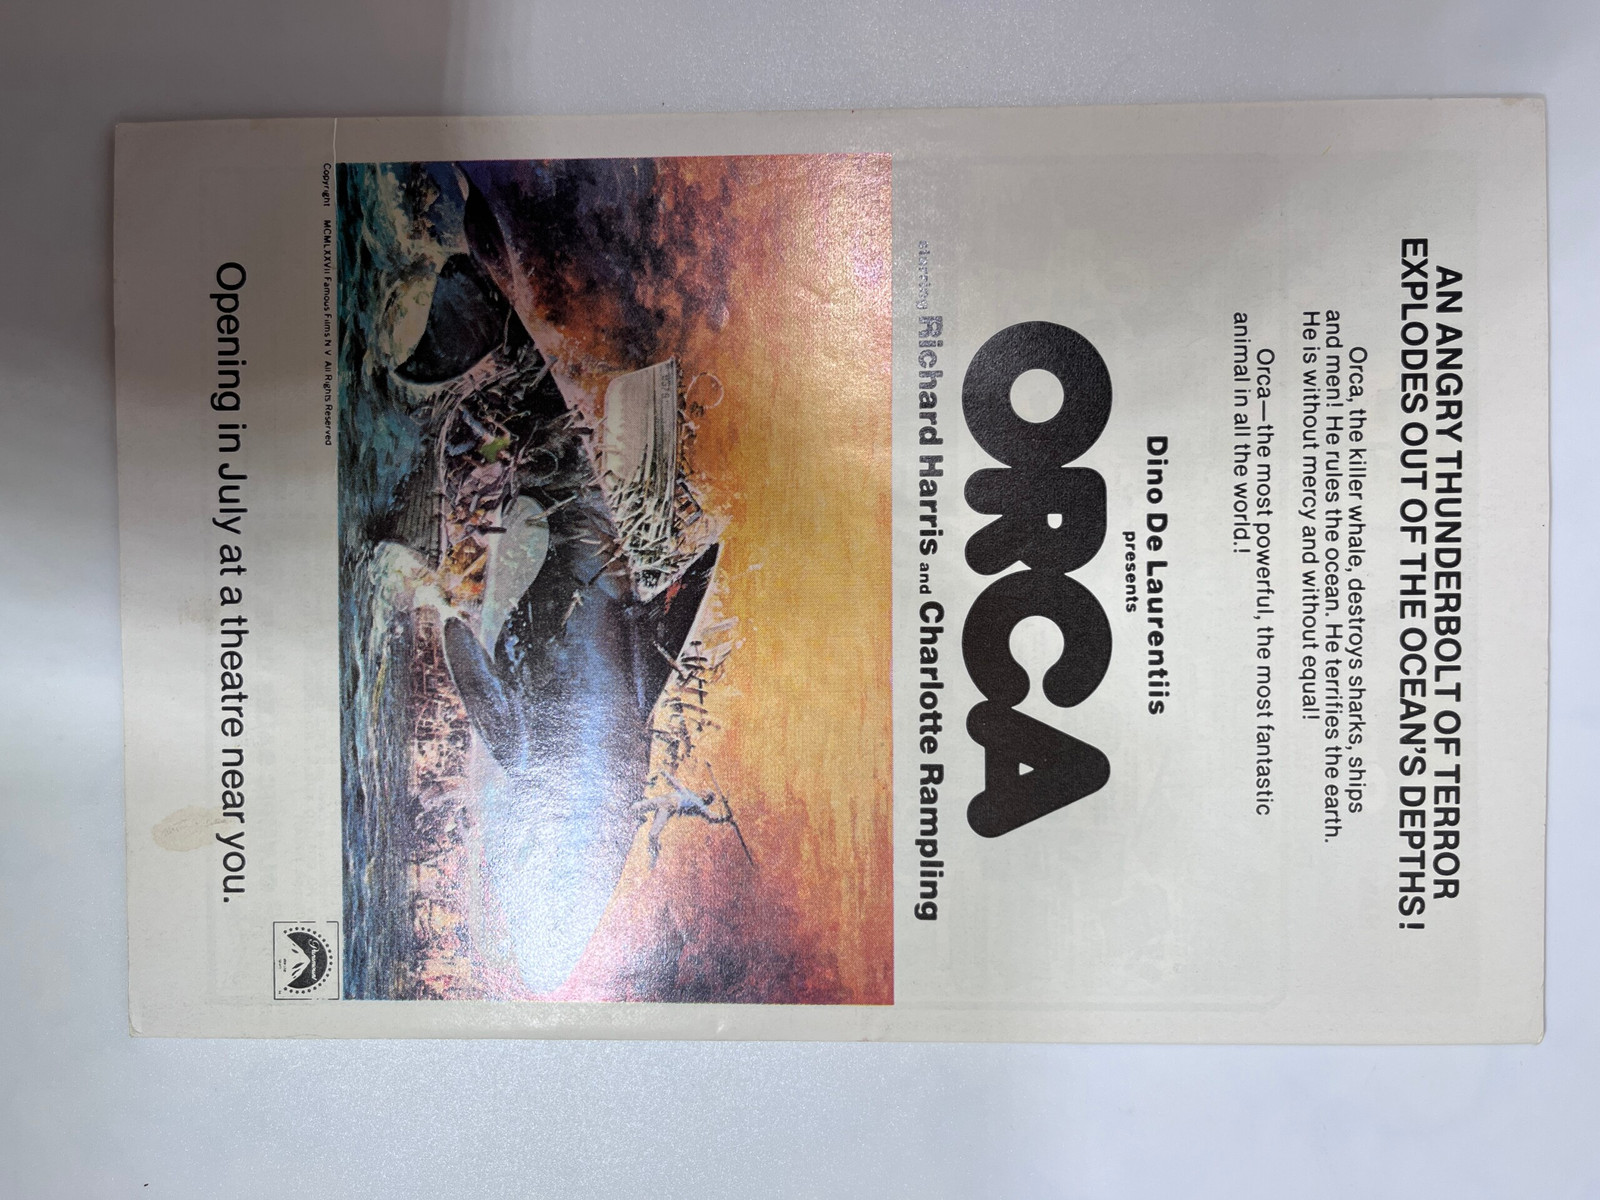 AN ANGRY THUNDERBOLT OF TERROR
EXPLODES OUT OF THE OCEAN'S DEPTHS!
Orca, the killer whale, destroys sharks, ships
and men! He rules the ocean. He terrifies the earth.
He is without mercy and without equal!
Orca—the most powerful, the most fantastic
animal in all the world.!
Dino De Laurentiis
presents
ORCA
starring Richard Harris and Charlotte Rampling
Copyright MCMLXXVII Famous Films N V All Rights Reserved
Opening in July at a theatre near you.
Paramount